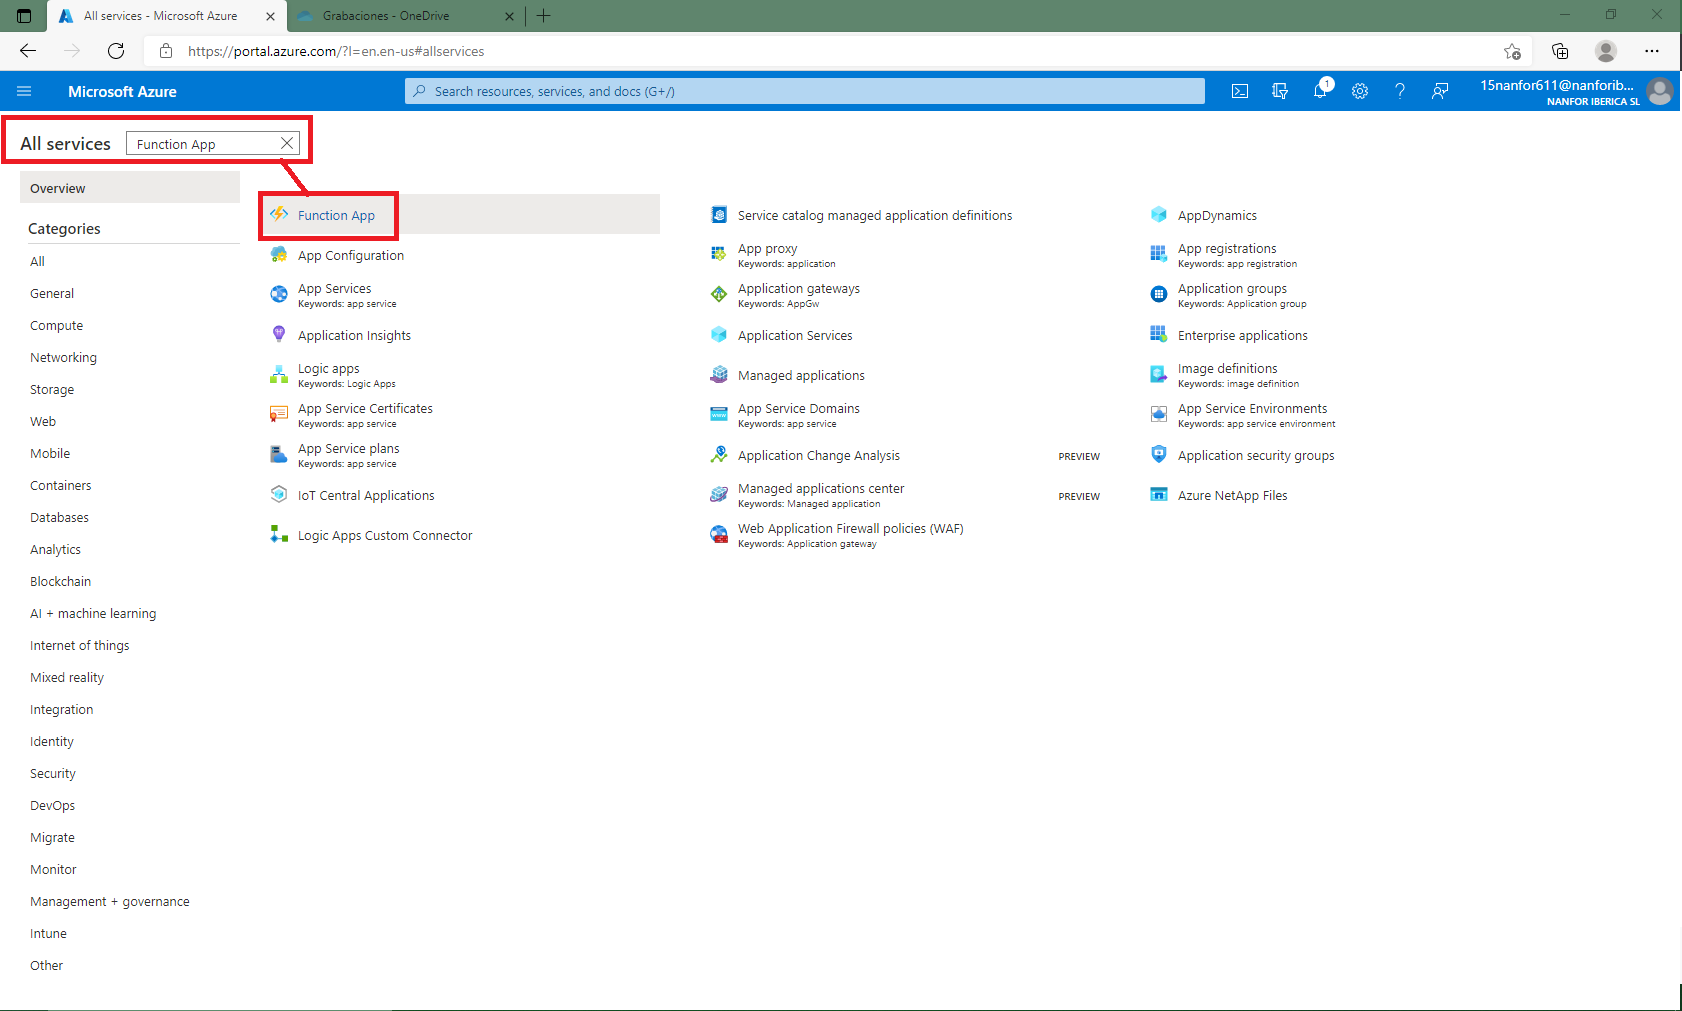 All services - Microsoft Azure
Grabaciones - OneDrive
https://portal.azure.com/?l=en.en-us#allservices
Microsoft Azure
Search resources, services, and docs (G+/)
1
15nanfor611@nanforib...
NANFOR IBERICA SL
All services
Function App
Overview
Categories
All
General
Compute
Networking
Storage
Web
Mobile
Containers
Databases
Analytics
Blockchain
AI + machine learning
Internet of things
Mixed reality
Integration
Identity
Security
DevOps
Migrate
Monitor
Management + governance
Intune
Other
Function App
App Configuration
App Services
Keywords: app service
Application Insights
Logic apps
Keywords: Logic Apps
App Service Certificates
Keywords: app service
App Service plans
Keywords: app service
IoT Central Applications
Logic Apps Custom Connector
Service catalog managed application definitions
App proxy
Keywords: application
Application gateways
Keywords: AppGw
Application Services
Managed applications
App Service Domains
Keywords: app service
Application Change Analysis PREVIEW
Managed applications center PREVIEW
Keywords: Managed application
Web Application Firewall policies (WAF)
Keywords: Application gateway
AppDynamics
App registrations
Keywords: app registration
Application groups
Keywords: Application group
Enterprise applications
Image definitions
Keywords: image definition
App Service Environments
Keywords: app service environment
Application security groups
Azure NetApp Files